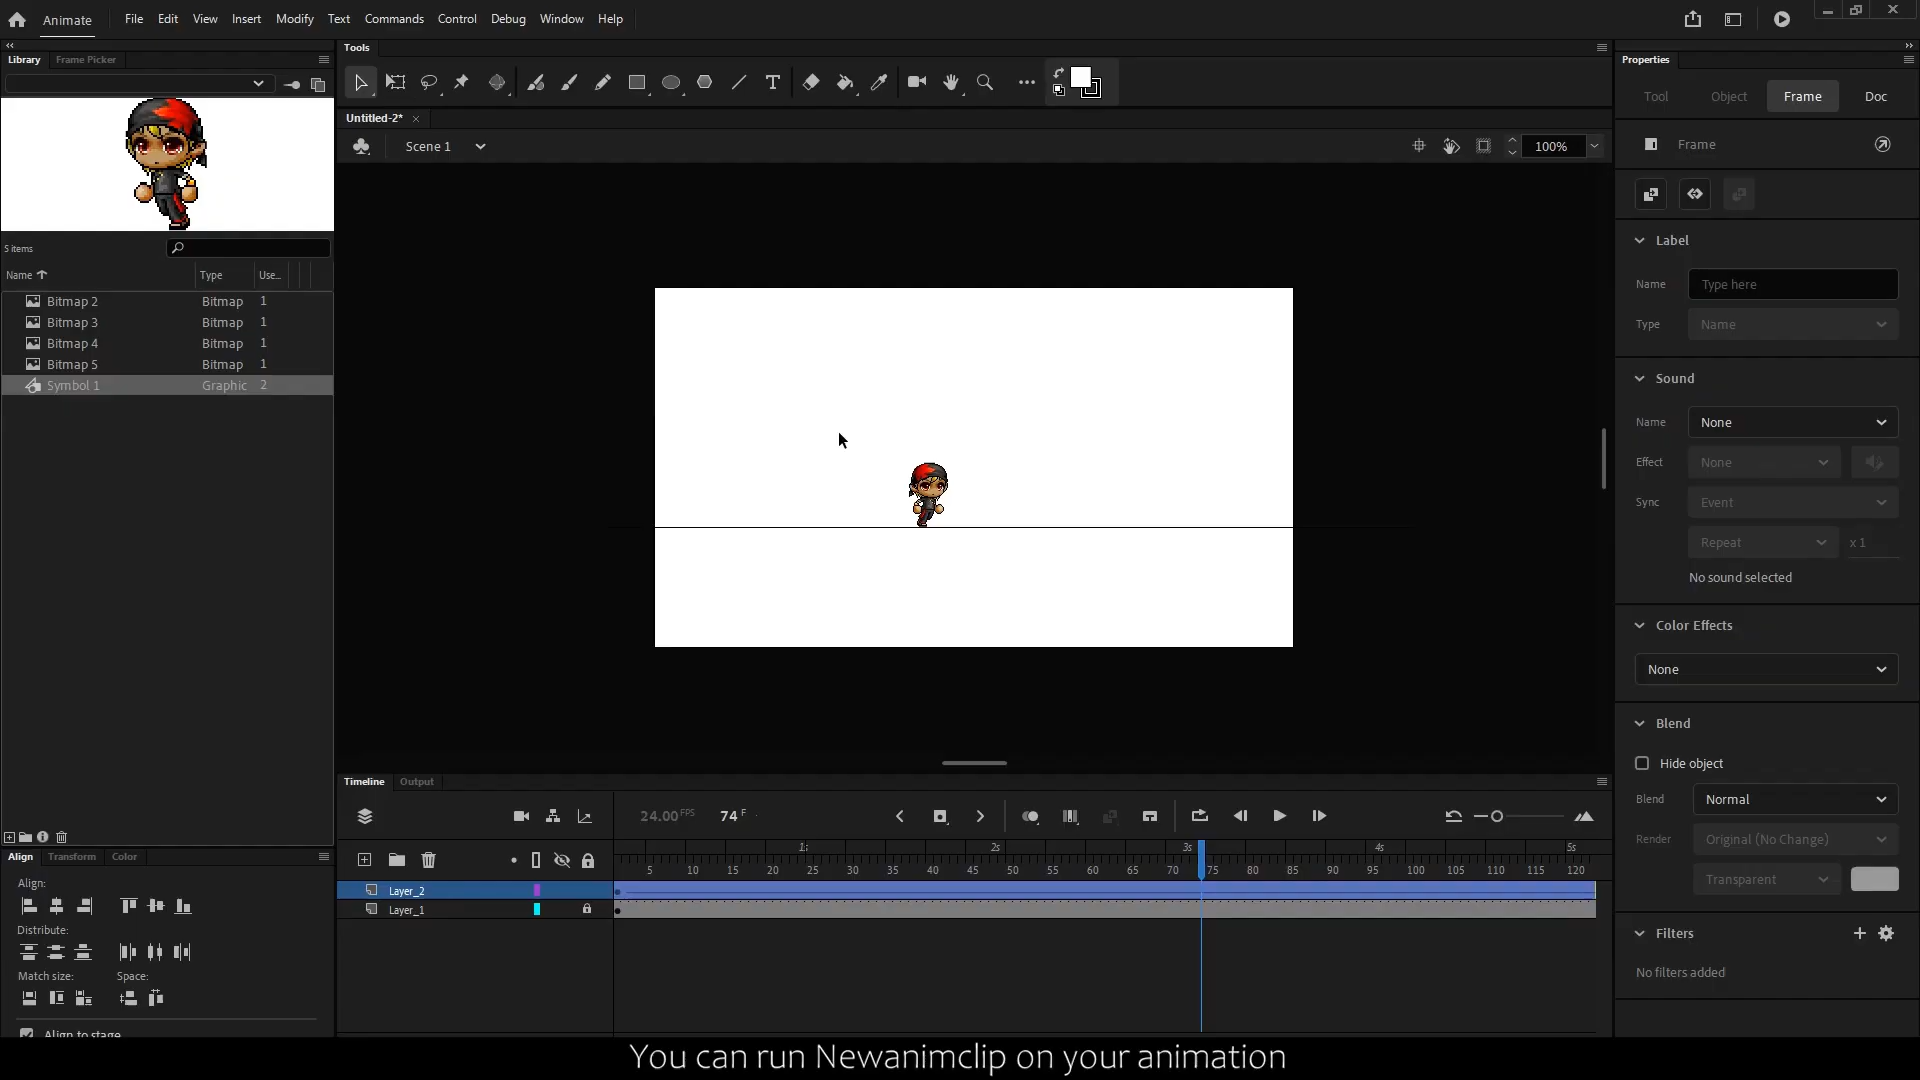 Animate
File Edit View Insert Modify Text Commands Control Debug Window Help
Library Frame Picker
Tools
Properties
Untitled-2*
Scene 1
100%
Tool Object Frame Doc
Frame
5 items
Name Type Use...
Bitmap 2 Bitmap 1
Bitmap 3 Bitmap 1
Bitmap 4 Bitmap 1
Bitmap 5 Bitmap 1
Symbol 1 Graphic 2
Label
Name Type here
Type Name
Sound
Name None
Effect None
Sync Event
Repeat x 1
No sound selected
Color Effects
None
Blend
Hide object
Blend Normal
Render Original (No Change)
Transparent
Filters
No filters added
Timeline Output
24.00 FPS 74 F
1s 2s 3s 4s 5s
5 10 15 20 25 30 35 40 45 50 55 60 65 70 75 80 85 90 95 100 105 110 115 120
Layer_2
Layer_1
Align Transform Color
Align:
Distribute:
Match size: Space:
Align to stage
You can run Newanimclip on your animation